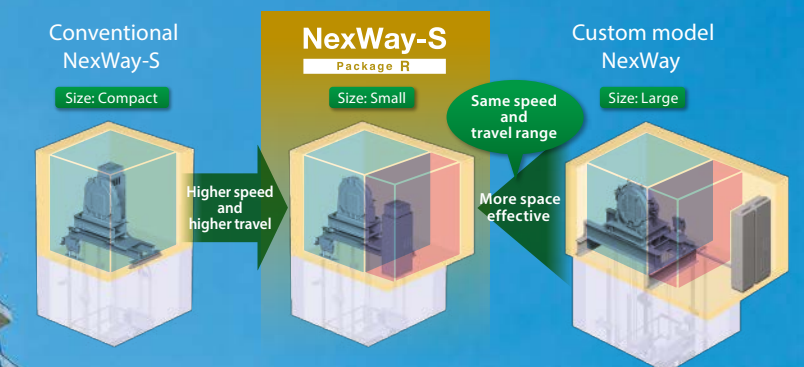 Conventional
NexWay-S
Size: Compact
Higher speed
and
higher travel
NexWay-S
Package R
Size: Small
Same speed
and
travel range
More space
effective
Custom model
NexWay
Size: Large